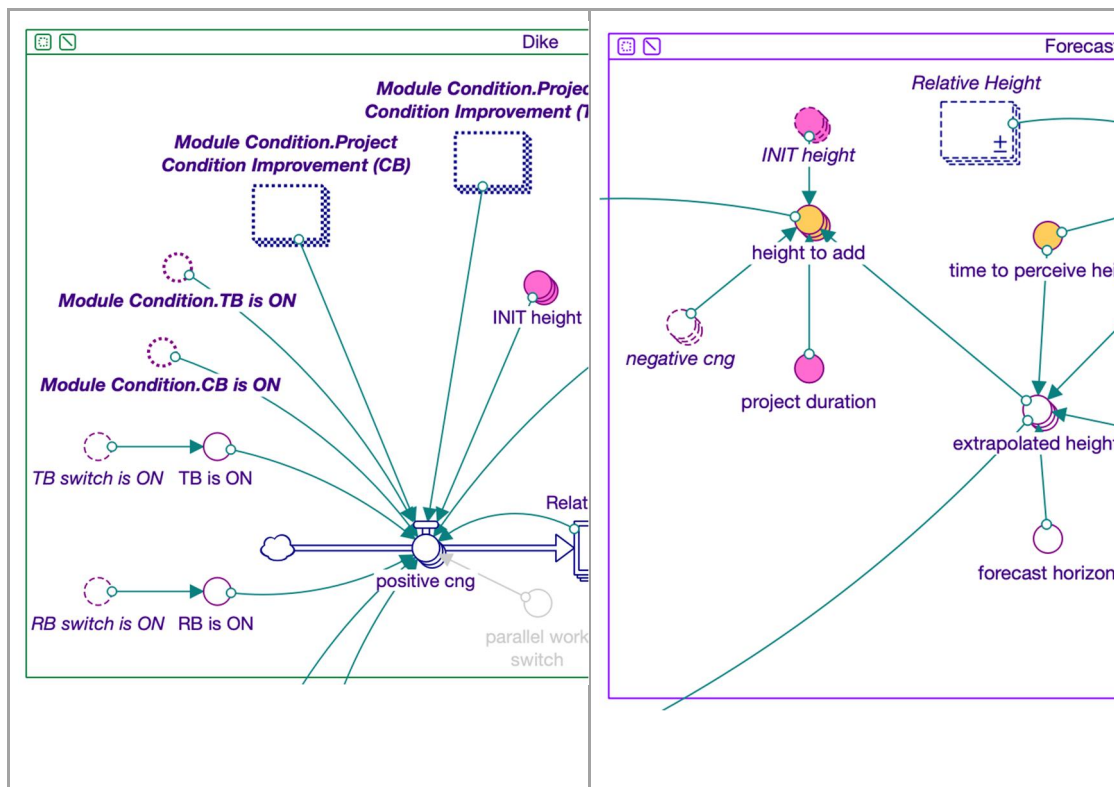 Dike
Module Condition.Projec
Condition Improvement (T
Module Condition.Project
Condition Improvement (CB)
Module Condition.TB is ON
INIT height
Module Condition.CB is ON
TB switch is ON
TB is ON
Relat
positive cng
RB switch is ON
RB is ON
parallel work
switch
Forecast
Relative Height
INIT height
height to add
time to perceive hei
negative cng
project duration
extrapolated height
forecast horizon